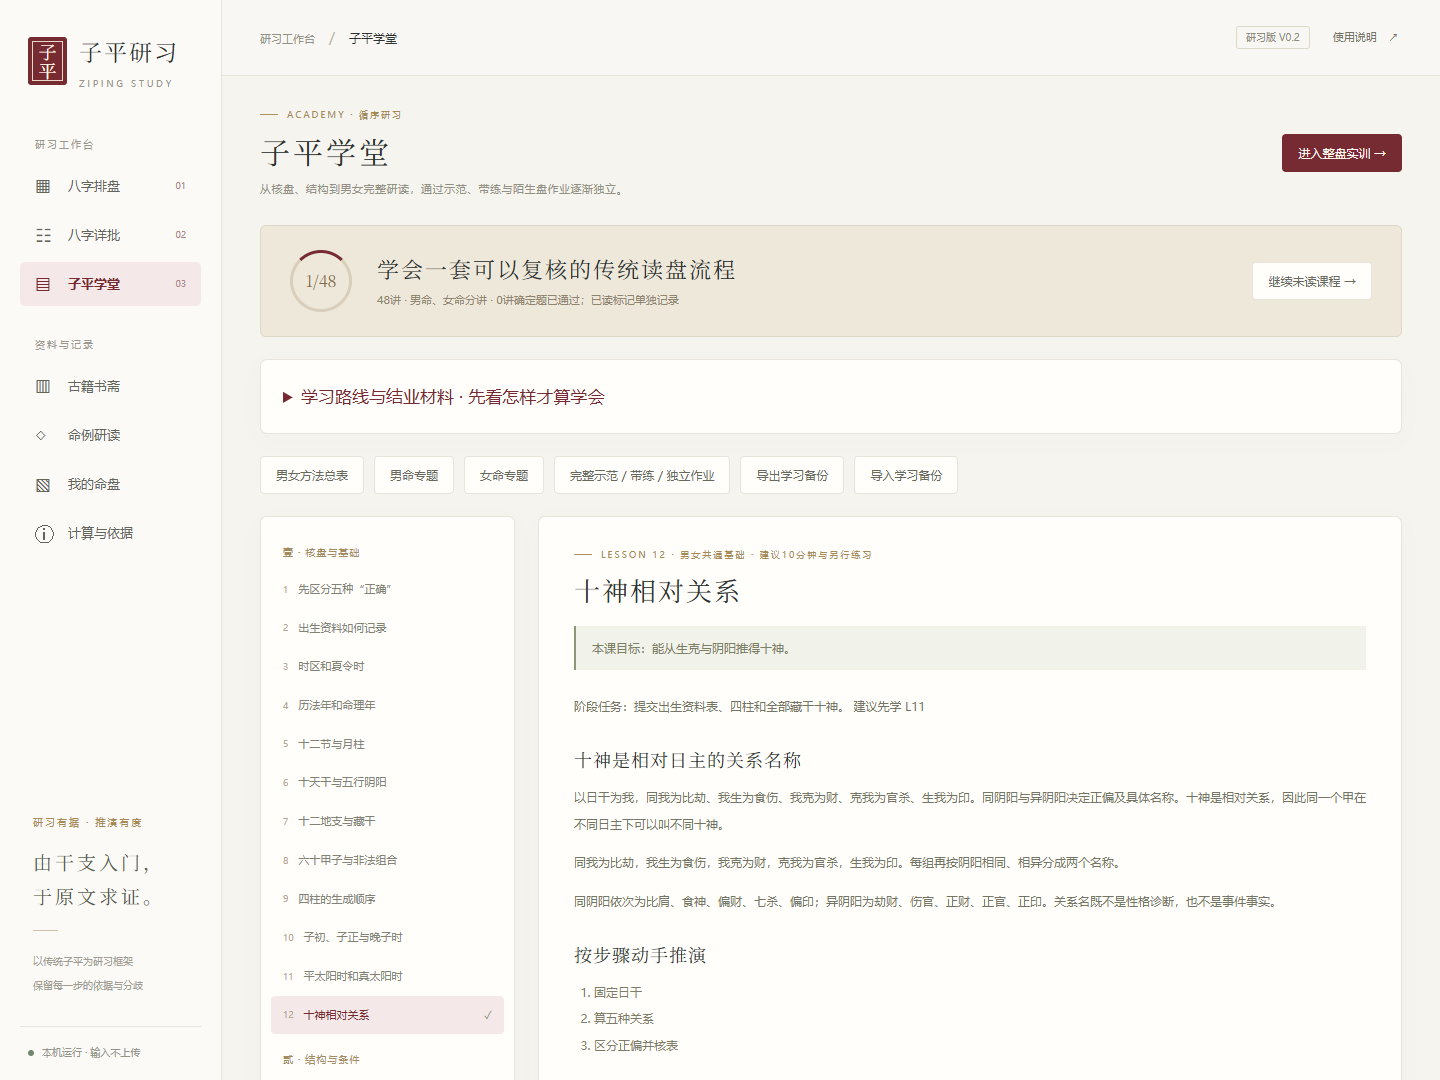 子平
子平研习
ZIPING STUDY
研习工作台
八字排盘 01
八字详批 02
子平学堂 03
资料与记录
古籍书斋
命例研读
我的命盘
计算与依据
研习有据 · 推演有度
由干支入门，
于原文求证。
以传统子平为研习框架
保留每一步的依据与分歧
本机运行 · 输入不上传
研习工作台 / 子平学堂
研习版 V0.2
使用说明 ↗
ACADEMY · 循序研习
子平学堂
从核盘、结构到男女完整研读，通过示范、带练与陌生盘作业逐渐独立。
进入整盘实训 →
1/48
学会一套可以复核的传统读盘流程
48讲 · 男命、女命分讲 · 0讲确定题已通过；已读标记单独记录
继续未读课程 →
▶ 学习路线与结业材料 · 先看怎样才算学会
男女方法总表
男命专题
女命专题
完整示范 / 带练 / 独立作业
导出学习备份
导入学习备份
壹 · 核盘与基础
1 先区分五种“正确”
2 出生资料如何记录
3 时区和夏令时
4 历法年和命理年
5 十二节与月柱
6 十天干与五行阴阳
7 十二地支与藏干
8 六十甲子与非法组合
9 四柱的生成顺序
10 子初、子正与晚子时
11 平太阳时和真太阳时
12 十神相对关系 ✓
贰 · 结构与条件
LESSON 12 · 男女共通基础 · 建议10分钟与另行练习
十神相对关系
本课目标：能从生克与阴阳推得十神。
阶段任务：提交出生资料表、四柱和全部藏干十神。 建议先学 L11
十神是相对日主的关系名称
以日干为我，同我为比劫、我生为食伤、我克为财、克我为官杀、生我为印。同阴阳与异阴阳决定正偏及具体名称。十神是相对关系，因此同一个甲在
不同日主下可以叫不同十神。
同我为比劫，我生为食伤，我克为财，克我为官杀，生我为印。每组再按阴阳相同、相异分成两个名称。
同阴阳依次为比肩、食神、偏财、七杀、偏印；异阴阳为劫财、伤官、正财、正官、正印。关系名既不是性格诊断，也不是事件事实。
按步骤动手推演
1. 固定日干
2. 算五种关系
3. 区分正偏并核表